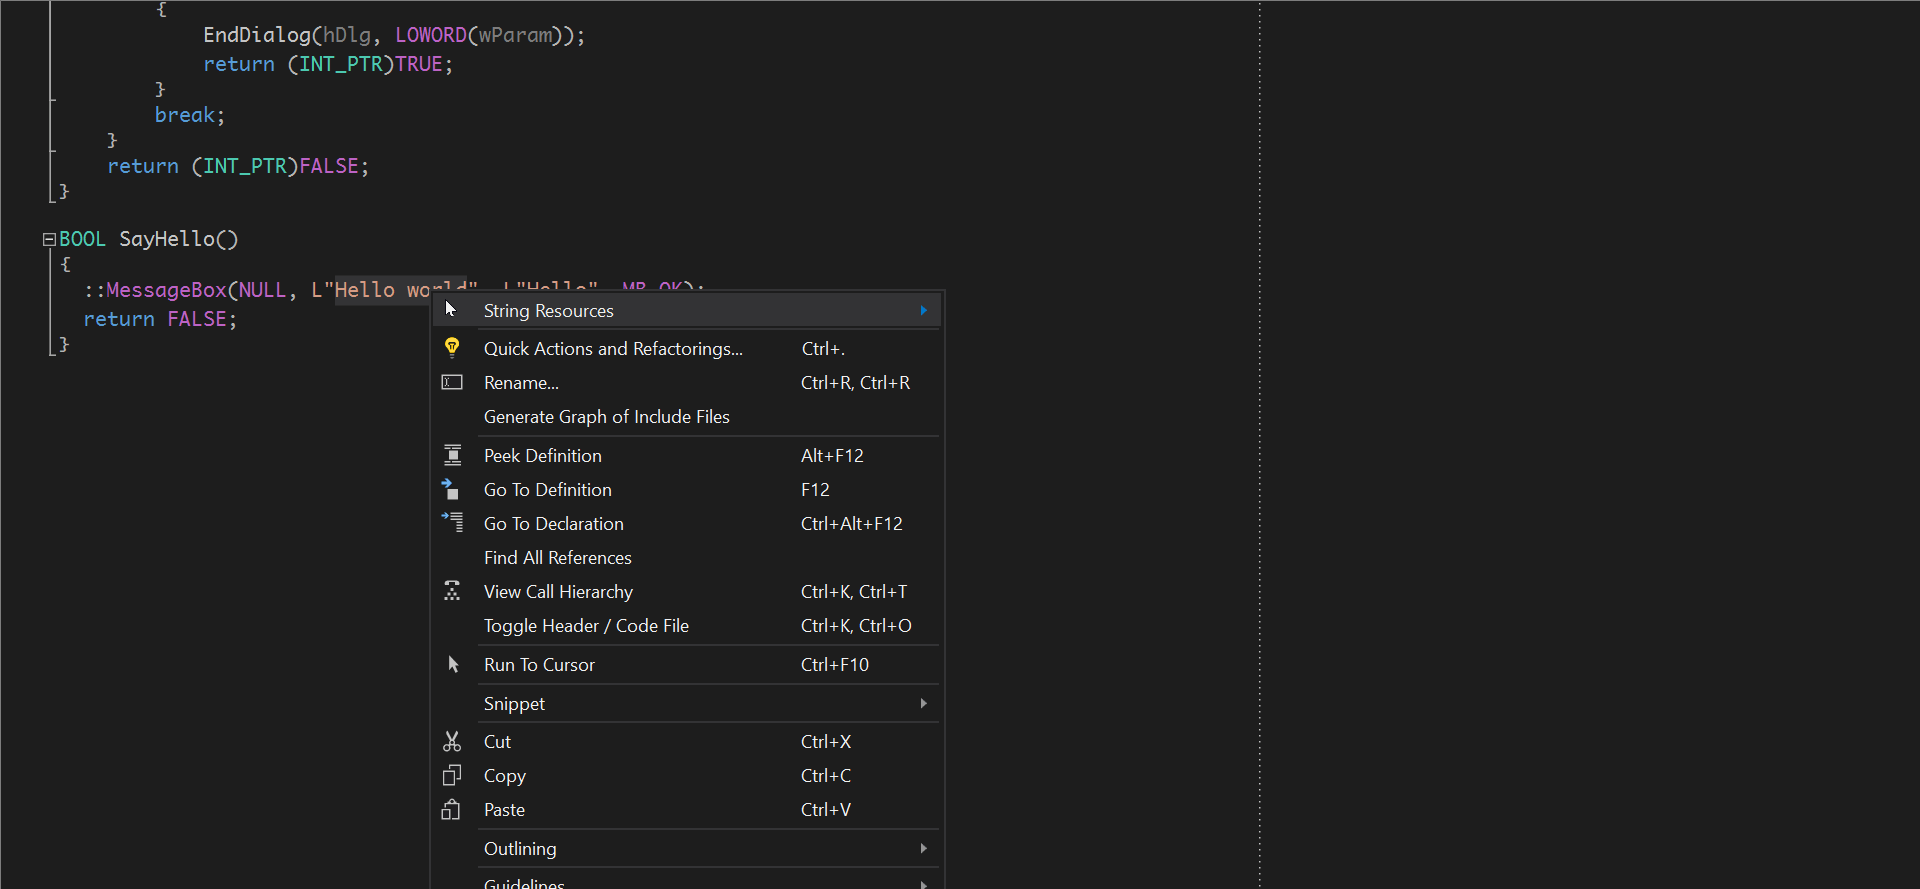 {
EndDialog(hDlg, LOWORD(wParam));
return (INT_PTR)TRUE;
}
break;
}
return (INT_PTR)FALSE;
}
BOOL SayHello()
{
::MessageBox(NULL, L"Hello world", L"Hello", MB_OK);
return FALSE;
}
String Resources
Quick Actions and Refactorings... Ctrl+.
Rename... Ctrl+R, Ctrl+R
Generate Graph of Include Files
Peek Definition Alt+F12
Go To Definition F12
Go To Declaration Ctrl+Alt+F12
Find All References
View Call Hierarchy Ctrl+K, Ctrl+T
Toggle Header / Code File Ctrl+K, Ctrl+O
Run To Cursor Ctrl+F10
Snippet
Cut Ctrl+X
Copy Ctrl+C
Paste Ctrl+V
Outlining
Guidelines